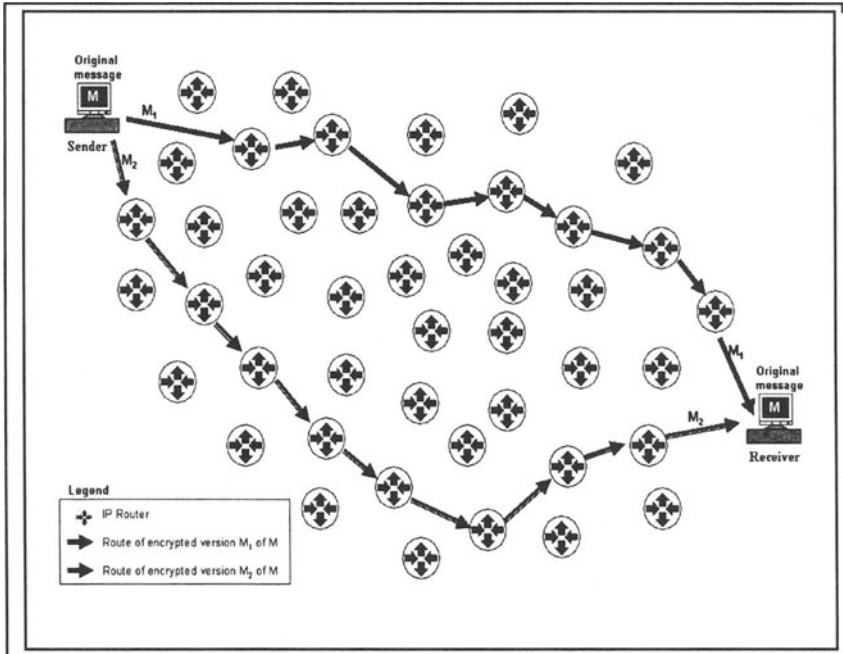 Original
message
M
Sender
M₁
M₂
M₁
Original
message
M
M₂
Receiver
Legend
IP Router
Route of encrypted version M₁ of M
Route of encrypted version M₂ of M